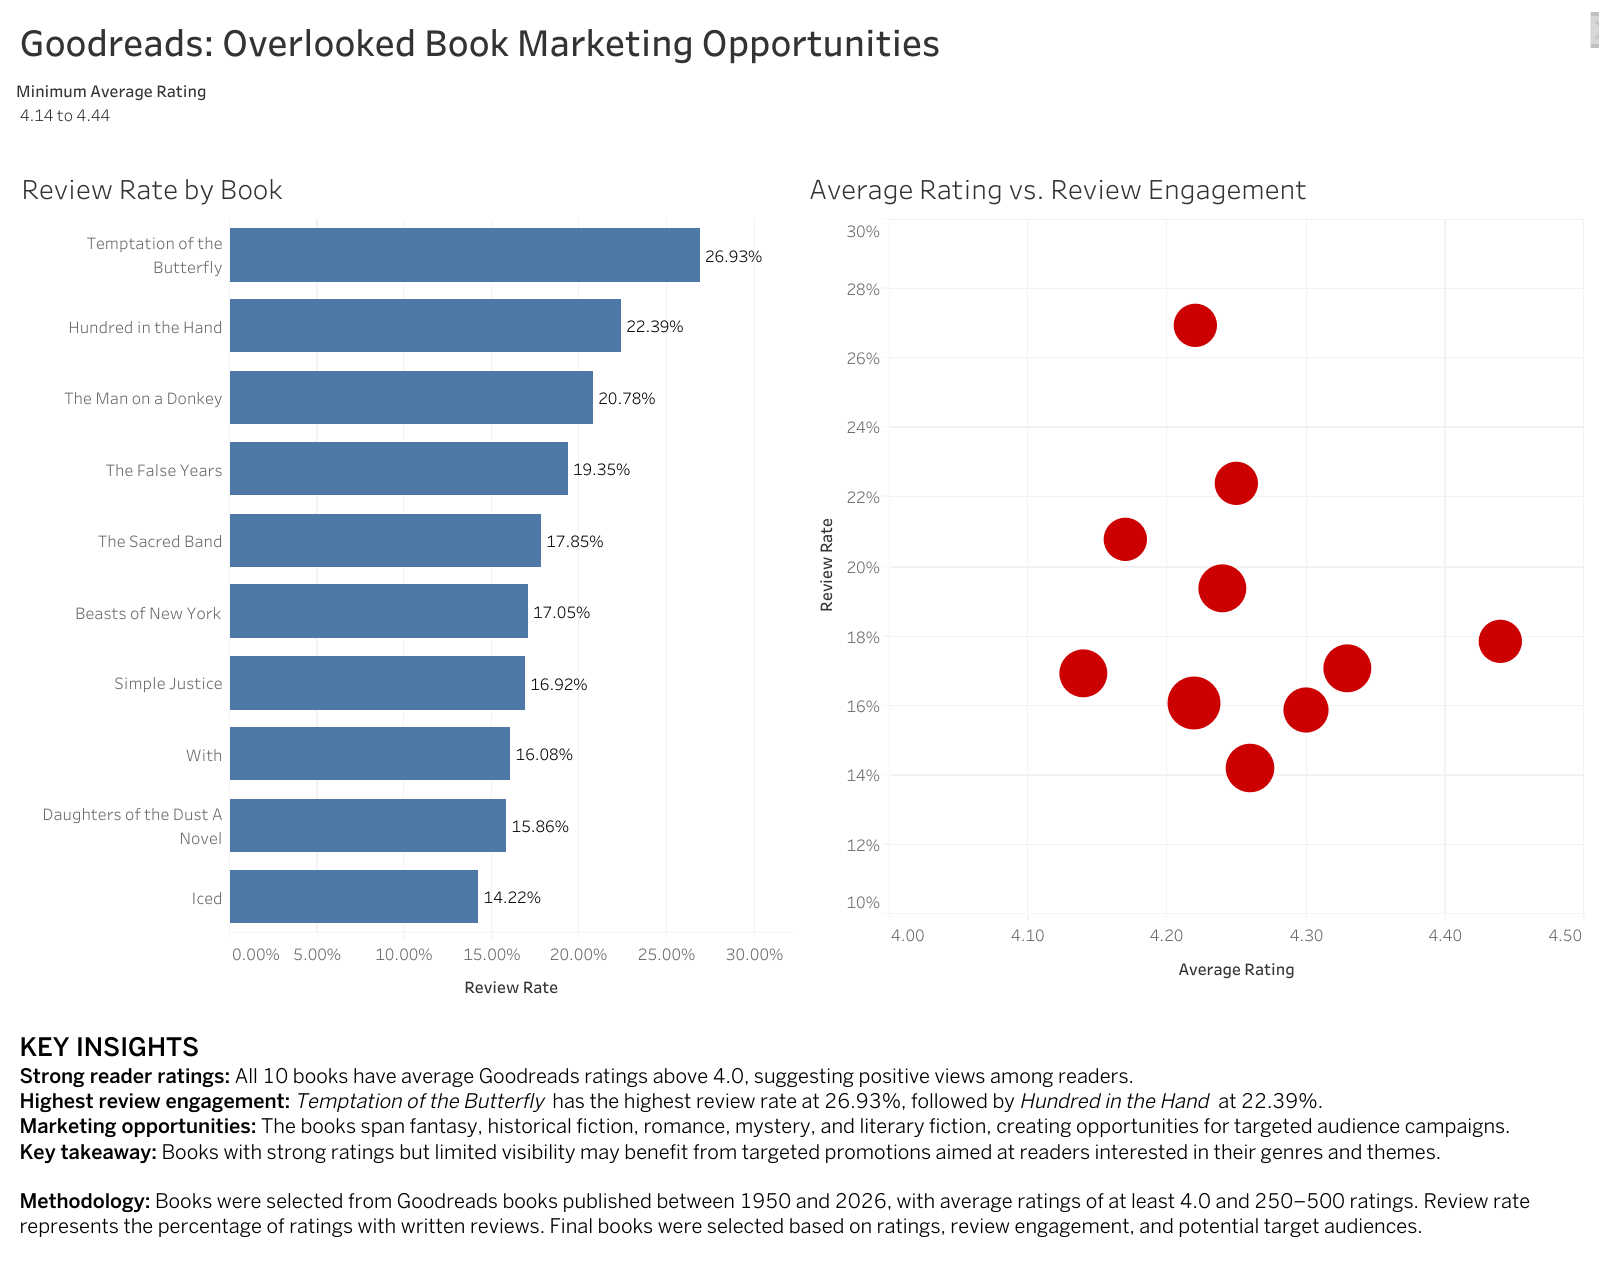 Goodreads: Overlooked Book Marketing Opportunities
Minimum Average Rating
4.14 to 4.44
Review Rate by Book
Temptation of the
Butterfly
26.93%
Hundred in the Hand
22.39%
The Man on a Donkey
20.78%
The False Years
19.35%
The Sacred Band
17.85%
Beasts of New York
17.05%
Simple Justice
16.92%
With
16.08%
Daughters of the Dust A
Novel
15.86%
Iced
14.22%
0.00% 5.00% 10.00% 15.00% 20.00% 25.00% 30.00%
Review Rate
Average Rating vs. Review Engagement
30%
28%
26%
24%
22%
20%
18%
16%
14%
12%
10%
Review Rate
4.00 4.10 4.20 4.30 4.40 4.50
Average Rating
KEY INSIGHTS
Strong reader ratings: All 10 books have average Goodreads ratings above 4.0, suggesting positive views among readers.
Highest review engagement: Temptation of the Butterfly has the highest review rate at 26.93%, followed by Hundred in the Hand at 22.39%.
Marketing opportunities: The books span fantasy, historical fiction, romance, mystery, and literary fiction, creating opportunities for targeted audience campaigns.
Key takeaway: Books with strong ratings but limited visibility may benefit from targeted promotions aimed at readers interested in their genres and themes.
Methodology: Books were selected from Goodreads books published between 1950 and 2026, with average ratings of at least 4.0 and 250–500 ratings. Review rate
represents the percentage of ratings with written reviews. Final books were selected based on ratings, review engagement, and potential target audiences.